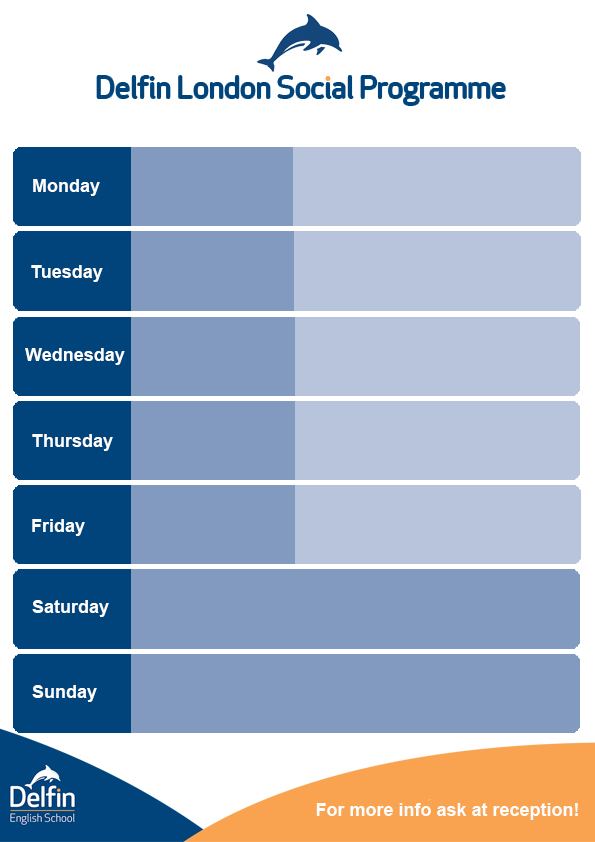 Delfin London Social Programme
Monday
Tuesday
Wednesday
Thursday
Friday
Saturday
Sunday
Delfin
English School
For more info ask at reception!